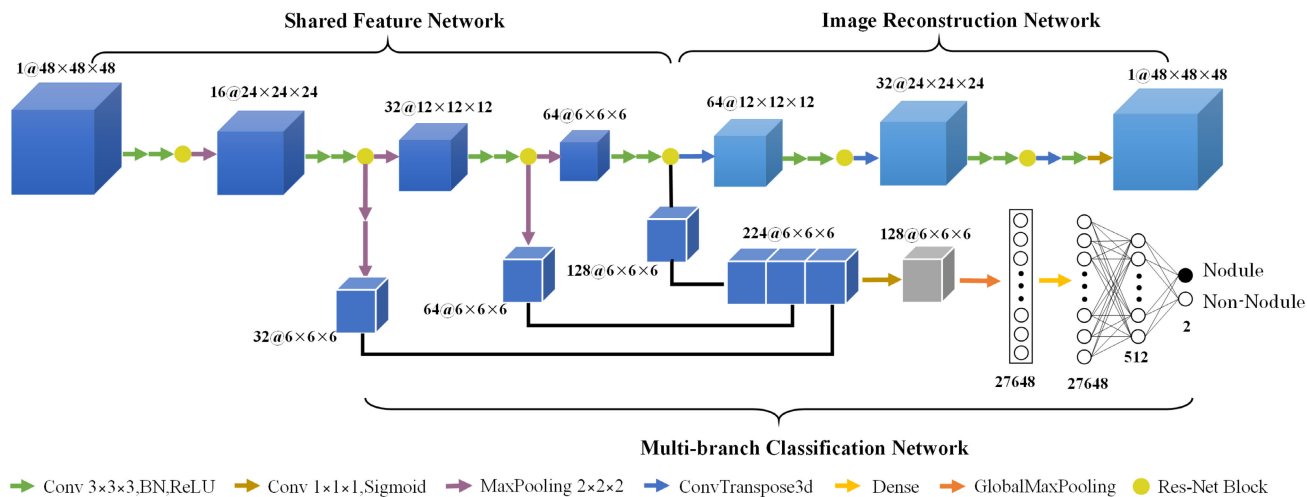 Shared Feature Network
Image Reconstruction Network
1@48×48×48
16@24×24×24
32@12×12×12
64@6×6×6
64@12×12×12
32@24×24×24
1@48×48×48
128@6×6×6
224@6×6×6
128@6×6×6
64@6×6×6
32@6×6×6
Nodule
Non-Nodule
2
512
27648
27648
Multi-branch Classification Network
Conv 3×3×3,BN,ReLU
Conv 1×1×1,Sigmoid
MaxPooling 2×2×2
ConvTranspose3d
Dense
GlobalMaxPooling
Res-Net Block